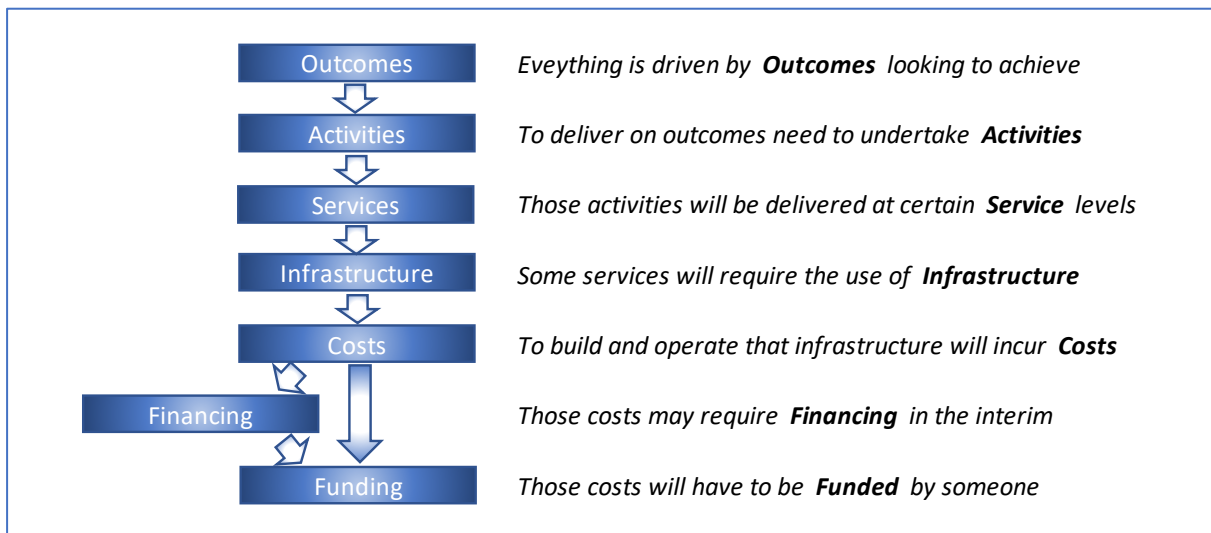 Outcomes Eveything is driven by Outcomes looking to achieve
Activities To deliver on outcomes need to undertake Activities
Services Those activities will be delivered at certain Service levels
Infrastructure Some services will require the use of Infrastructure
Costs To build and operate that infrastructure will incur Costs
Financing Those costs may require Financing in the interim
Funding Those costs will have to be Funded by someone